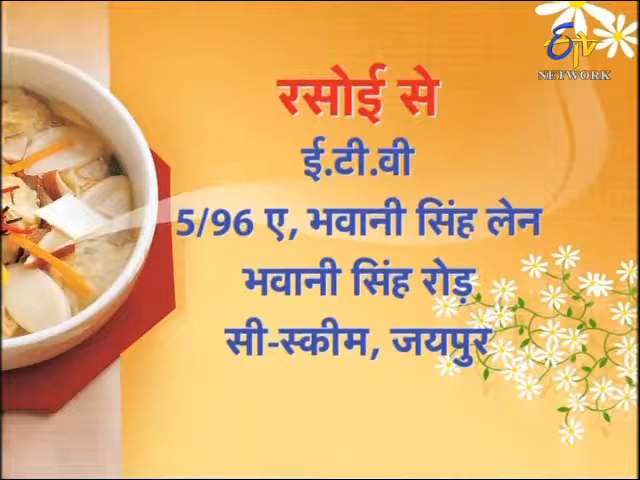 ETV
NETWORK
रसोई से
ई.टी.वी
5/96 ए, भवानी सिंह लेन
भवानी सिंह रोड़
सी-स्कीम, जयपुर